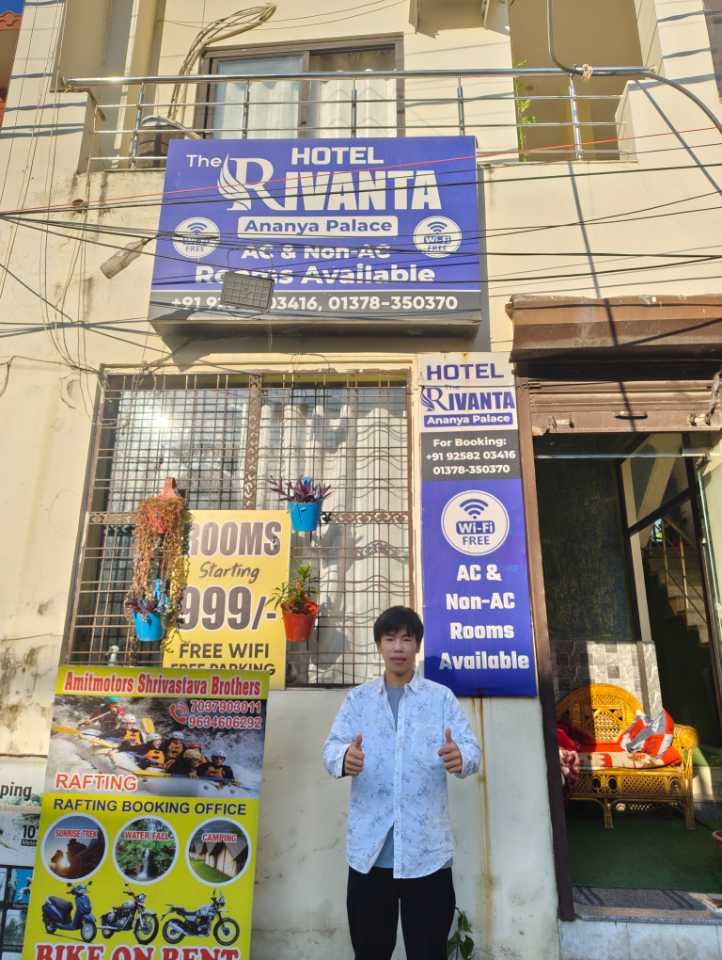 The RIVANTA
HOTEL
Ananya Palace
Wi-Fi
FREE
AC & Non-AC
Rooms Available
+91 92 03416, 01378-350370
HOTEL
The RIVANTA
Ananya Palace
For Booking:
+91 92582 03416
01378-350370
Wi-Fi
FREE
AC &
Non-AC
Rooms
Available
ROOMS
Starting
999/-
FREE WIFI
FREE PARKING
Amitmotors Shrivastava Brothers
7037903011
9634606292
RAFTING
RAFTING BOOKING OFFICE
SUNRISE TREK
WATER FALL
CAMPING
BIKE ON RENT